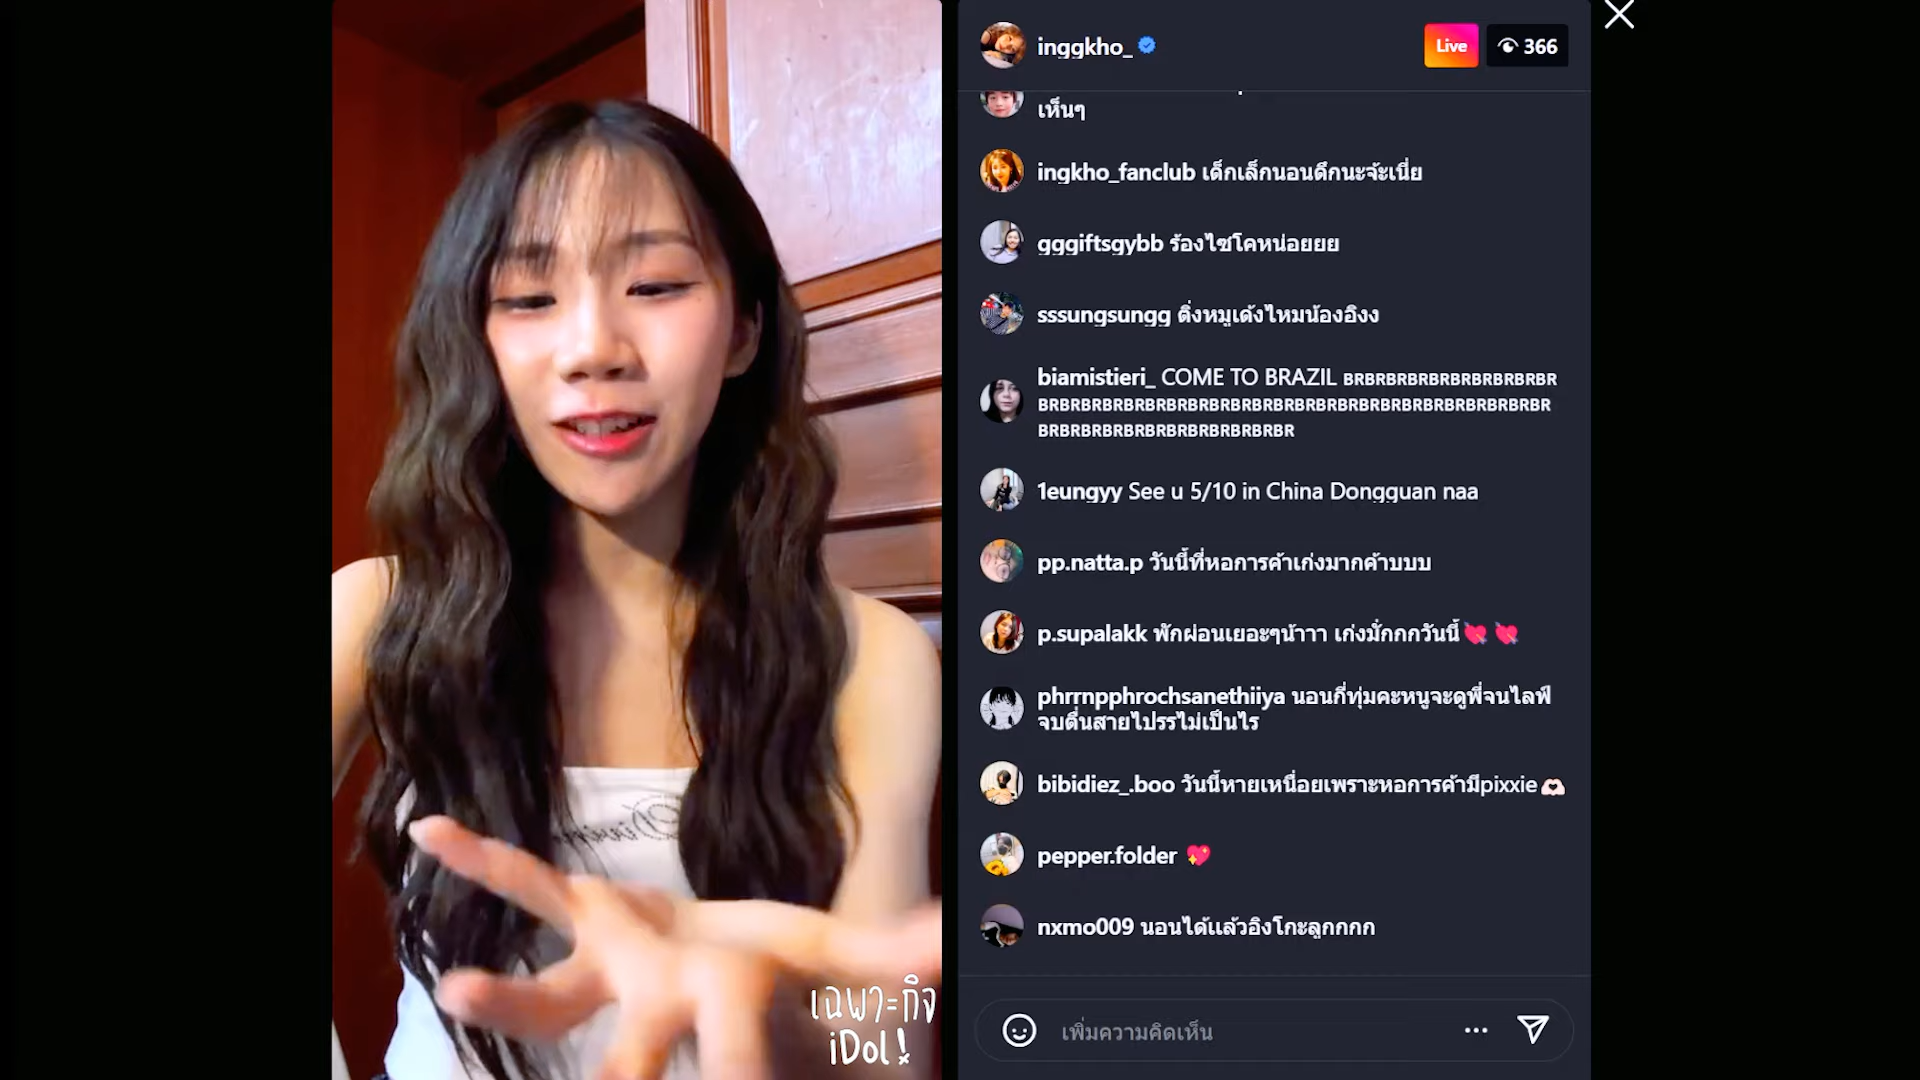 inggkho_
Live
366
เห็นๆ
ingkho_fanclub เด็กเล็กนอนดึกนะจ้ะเนี่ย
gggiftsgybb ร้องไซโคหน่อยยย
sssungsungg ติ่งหมูเด้งไหมน้องอิงง
biamistieri_ COME TO BRAZIL ʙʀʙʀʙʀʙʀʙʀʙʀʙʀʙʀʙʀʙʀ
ʙʀʙʀʙʀʙʀʙʀʙʀʙʀʙʀʙʀʙʀʙʀʙʀʙʀʙʀʙʀʙʀʙʀʙʀʙʀʙʀʙʀʙʀʙʀʙʀ
ʙʀʙʀʙʀʙʀʙʀʙʀʙʀʙʀʙʀʙʀʙʀʙʀ
1eungyy See u 5/10 in China Dongguan naa
pp.natta.p วันนี้ที่หอการค้าเก่งมากค้าบบบ
p.supalakk พักผ่อนเยอะๆน้าาา เก่งมั่กกกวันนี้💘💘
phrrnpphrochsanethiiya นอนกี่ทุ่มคะหนูจะดูพี่จนไลฟ์
จบตื่นสายไปรรไม่เป็นไร
bibidiez_.boo วันนี้หายเหนื่อยเพราะหอการค้ามีpixxie🫶🏻
pepper.folder 💖
nxmo009 นอนได้แล้วอิงโกะลูกกกก
เพิ่มความคิดเห็น
เฉพาะกิจ
iDol!